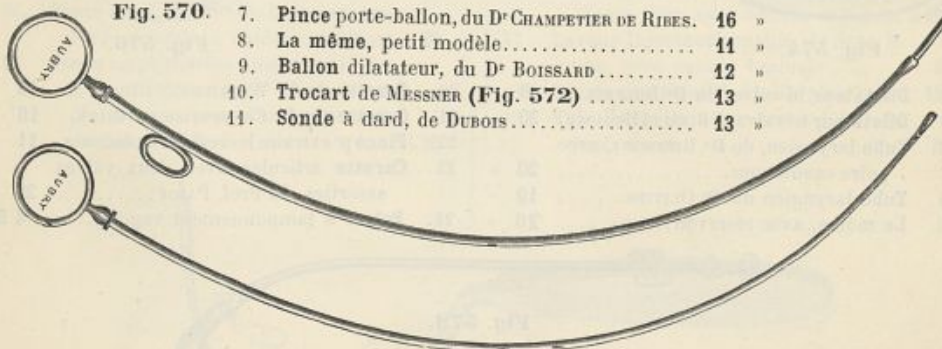 Fig. 570.
7. Pince porte-ballon, du Dr CHAMPETIER DE RIBES. 16 »
8. La même, petit modèle.................... 11 »
9. Ballon dilatateur, du Dr BOISSARD.......... 12 »
10. Trocart de MESSNER (Fig. 572) ............ 13 »
11. Sonde à dard, de DUBOIS.................. 13 »
AUBRY.
AUBRY